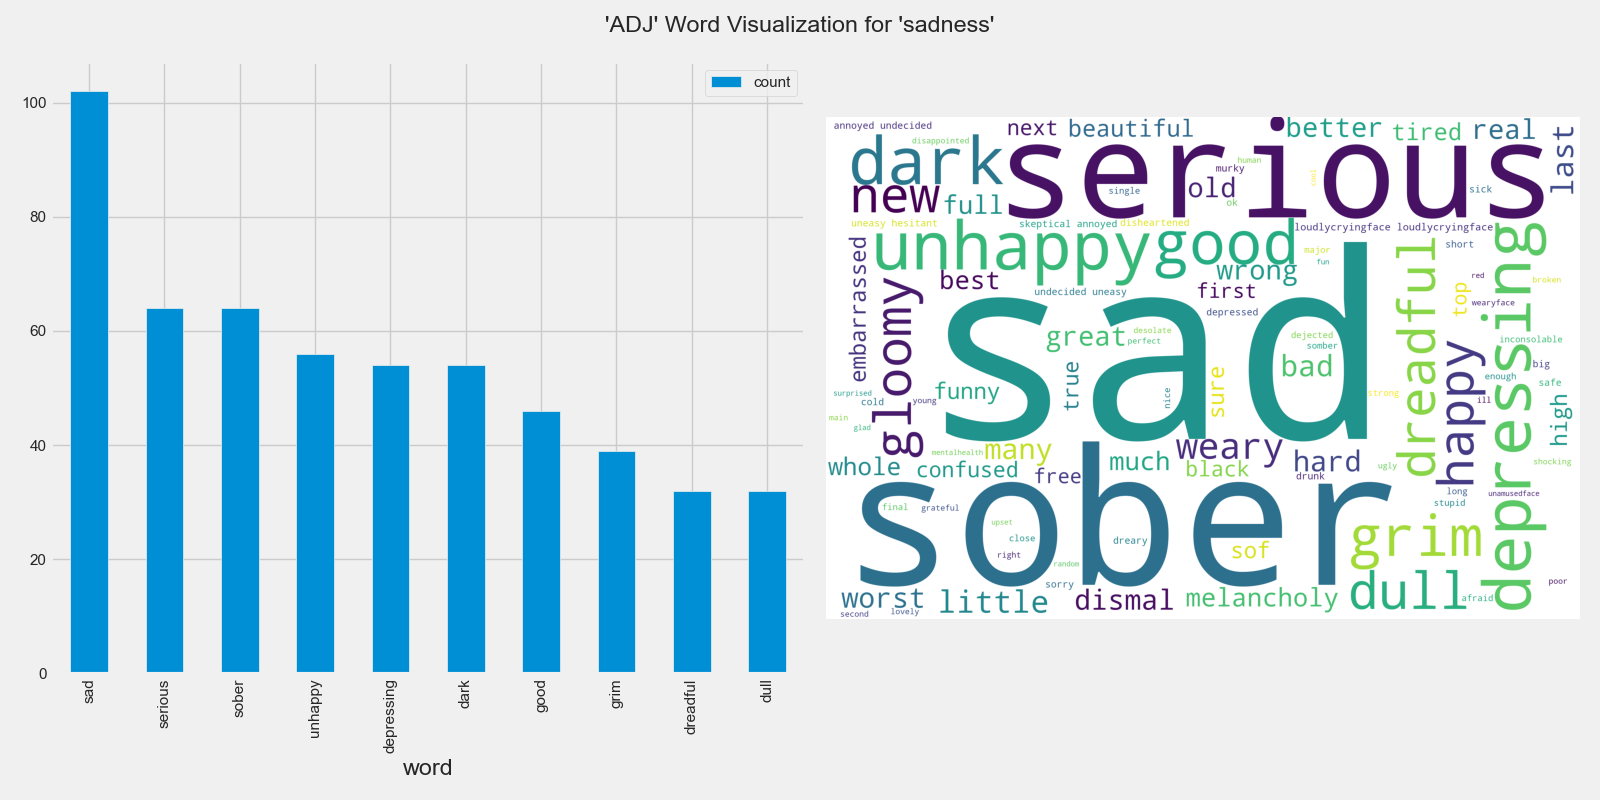 'ADJ' Word Visualization for 'sadness'
count
100
80
60
40
20
0
sad
serious
sober
unhappy
depressing
dark
good
grim
dreadful
dull
word
annoyed undecided
disappointed
next
beautiful
better
tired
real
last
dark
serious
human
murky
cool
single
old
ok
sick
new
full
uneasy hesitant
skeptical annoyed
disheartened
loudlycryingface loudlycryingface
unhappy
good
wrong
major
fun
short
embarrassed
gloomy
best
undecided uneasy
first
depressed
dreadful
top
red
wearyface
broken
depressing
sad
great
desolate
perfect
dejected
somber
bad
happy
inconsolable
big
enough
safe
surprised
cold
young
main
glad
funny
true
nice
sure
strong
ill
high
mentalhealth
many
weary
whole
confused
much
black
hard
free
drunk
ugly
shocking
long
stupid
unamusedface
sober
final
grateful
upset
close
right
dreary
random
sof
grim
sorry
worst
little
dismal
melancholy
dull
afraid
poor
second
lovely